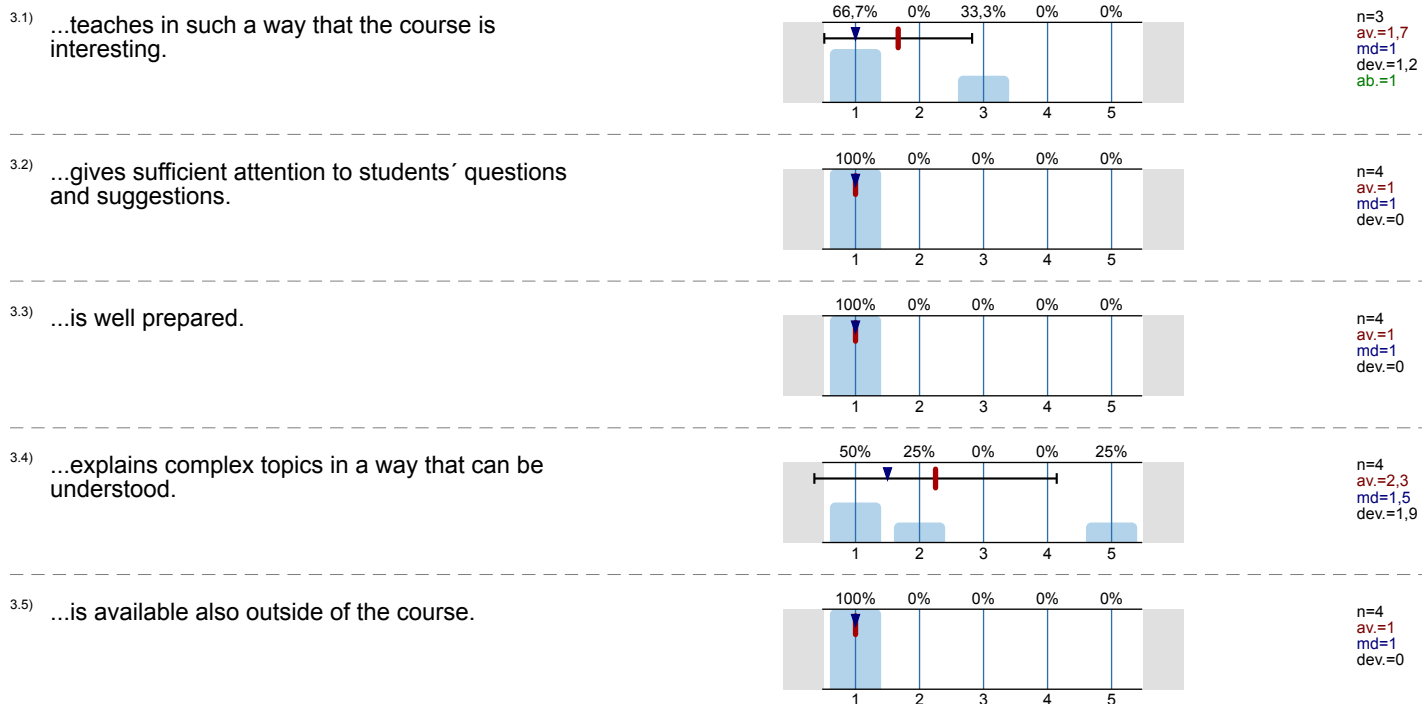 3.1) ...teaches in such a way that the course is
interesting.
66,7% 0% 33,3% 0% 0%
1 2 3 4 5
n=3
av.=1,7
md=1
dev.=1,2
ab.=1
3.2) ...gives sufficient attention to students´ questions
and suggestions.
100% 0% 0% 0% 0%
1 2 3 4 5
n=4
av.=1
md=1
dev.=0
3.3) ...is well prepared.
100% 0% 0% 0% 0%
1 2 3 4 5
n=4
av.=1
md=1
dev.=0
3.4) ...explains complex topics in a way that can be
understood.
50% 25% 0% 0% 25%
1 2 3 4 5
n=4
av.=2,3
md=1,5
dev.=1,9
3.5) ...is available also outside of the course.
100% 0% 0% 0% 0%
1 2 3 4 5
n=4
av.=1
md=1
dev.=0